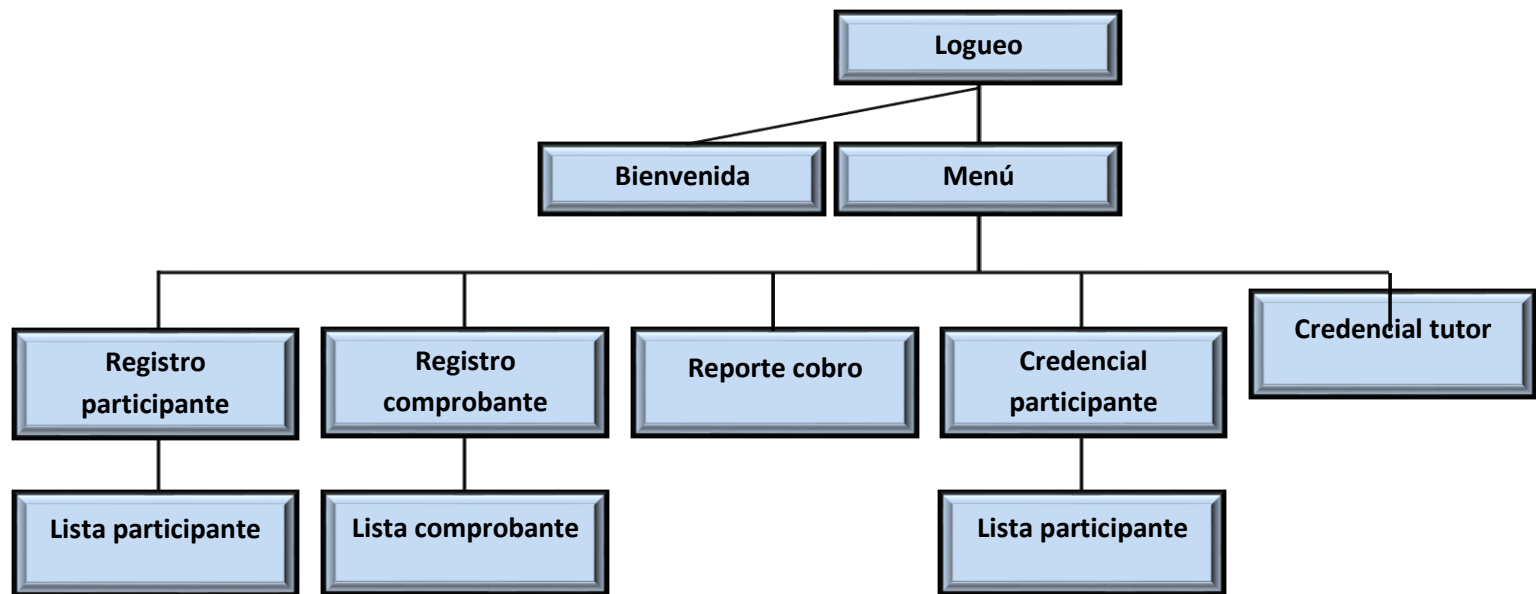 Logueo
Bienvenida
Menú
Registro
participante
Registro
comprobante
Reporte cobro
Credencial
participante
Credencial tutor
Lista participante
Lista comprobante
Lista participante